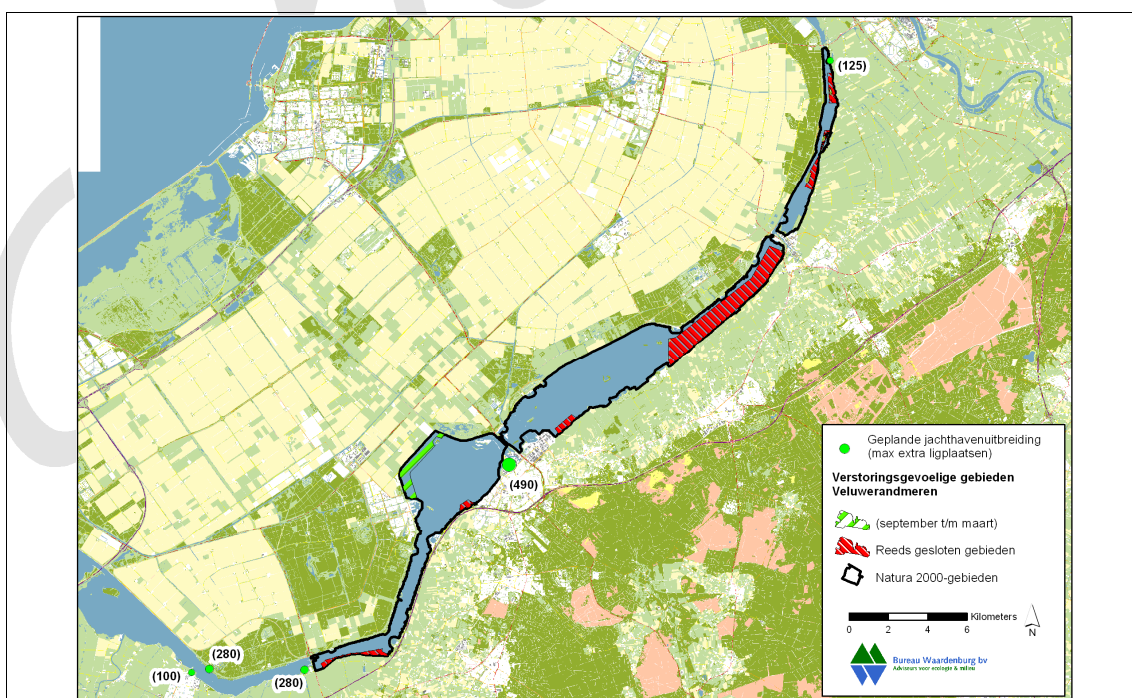 (125)
(490)
(280)
(280)
(100)
Geplande jachthavenuitbreiding
(max extra ligplaatsen)
Verstoringsgevoelige gebieden
Veluwerandmeren
(september t/m maart)
Reeds gesloten gebieden
Natura 2000-gebieden
Kilometers
0 2 4 6
N
Bureau Waardenburg bv
Adviseurs voor ecologie & milieu